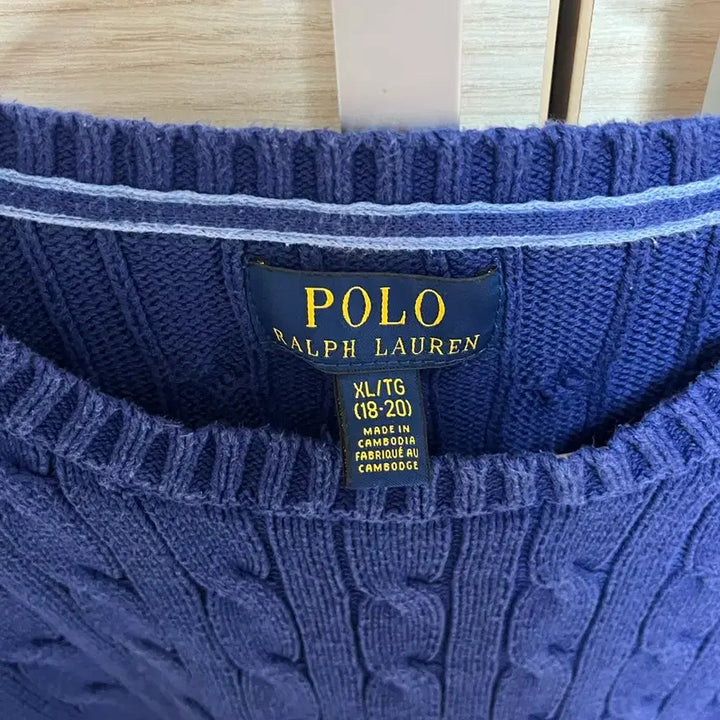 POLO
RALPH LAUREN
XL/TG
(18-20)
MADE IN
CAMBODIA
FABRIQUÉ AU
CAMBODGE